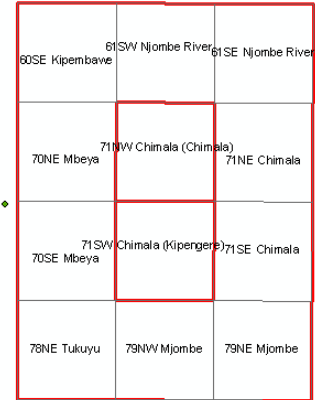 60SE Kipembawe
61SW Njombe River
61SE Njombe River
70NE Mbeya
71NW Chimala (Chimala)
71NE Chimala
70SE Mbeya
71SW Chimala (Kipengere)
71SE Chimala
78NE Tukuyu
79NW Mjombe
79NE Mjombe